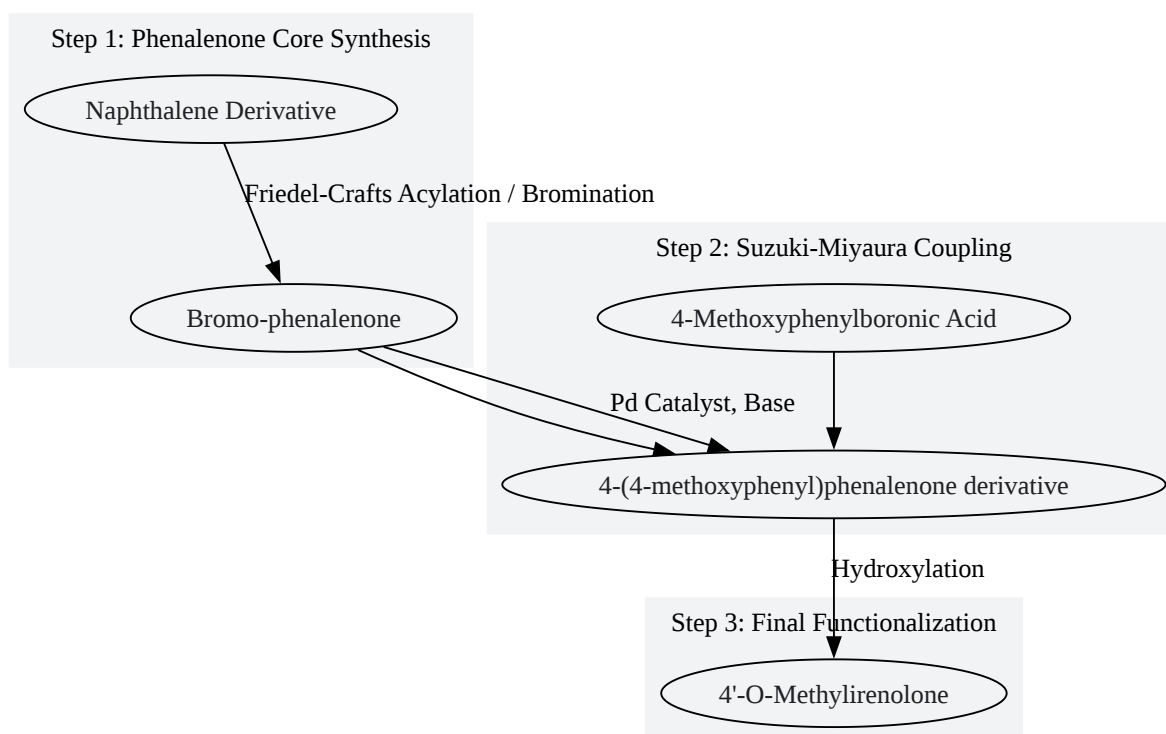 Step 1: Phenalenone Core Synthesis
Naphthalene Derivative
Friedel-Crafts Acylation / Bromination
Step 2: Suzuki-Miyaura Coupling
Bromo-phenalenone
4-Methoxyphenylboronic Acid
Pd Catalyst, Base
4-(4-methoxyphenyl)phenalenone derivative
Hydroxylation
Step 3: Final Functionalization
4'-O-Methylirenolone